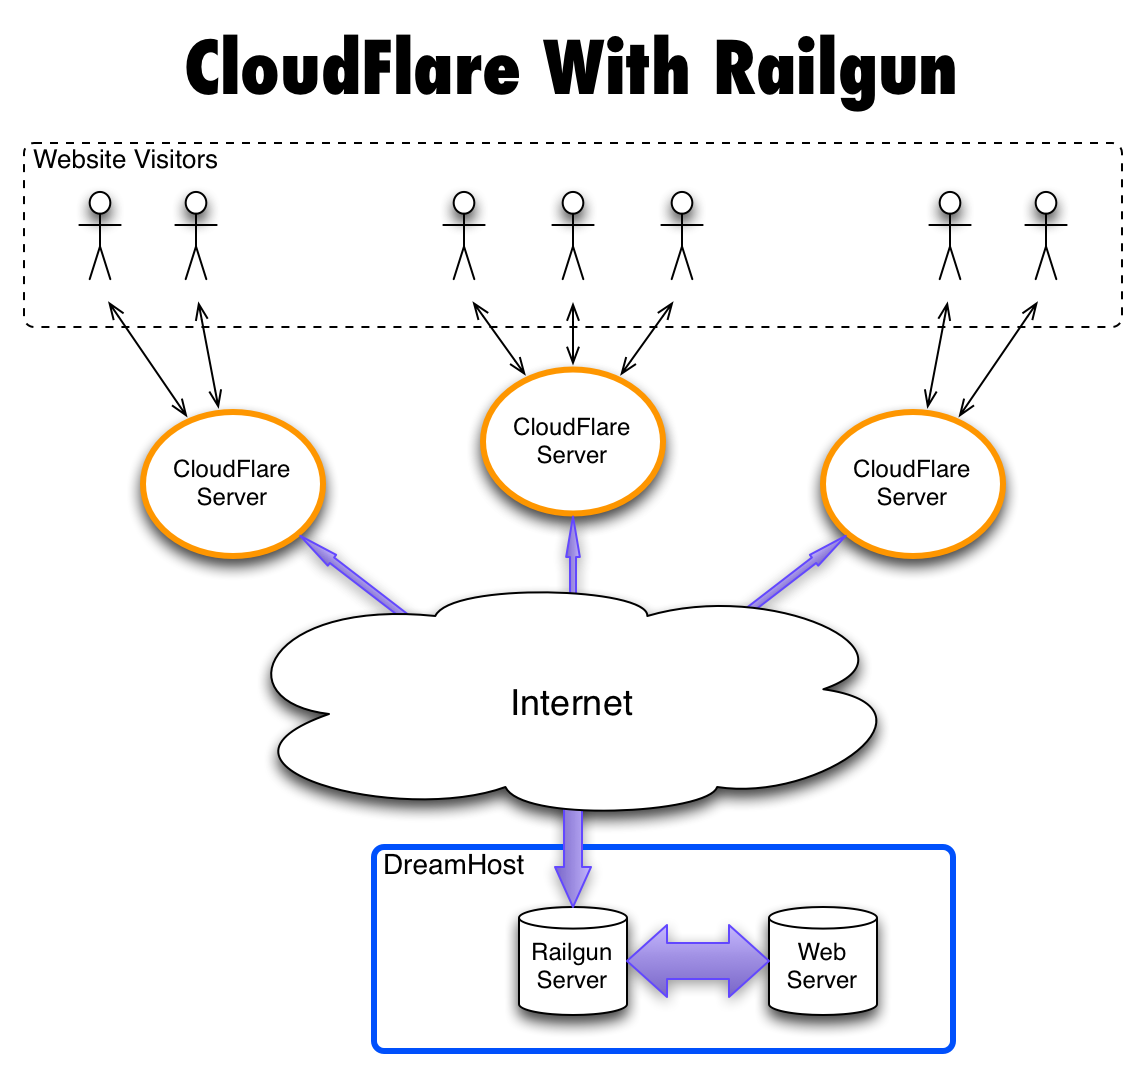 CloudFlare With Railgun
Website Visitors
CloudFlare
Server
CloudFlare
Server
CloudFlare
Server
Internet
DreamHost
Railgun
Server
Web
Server